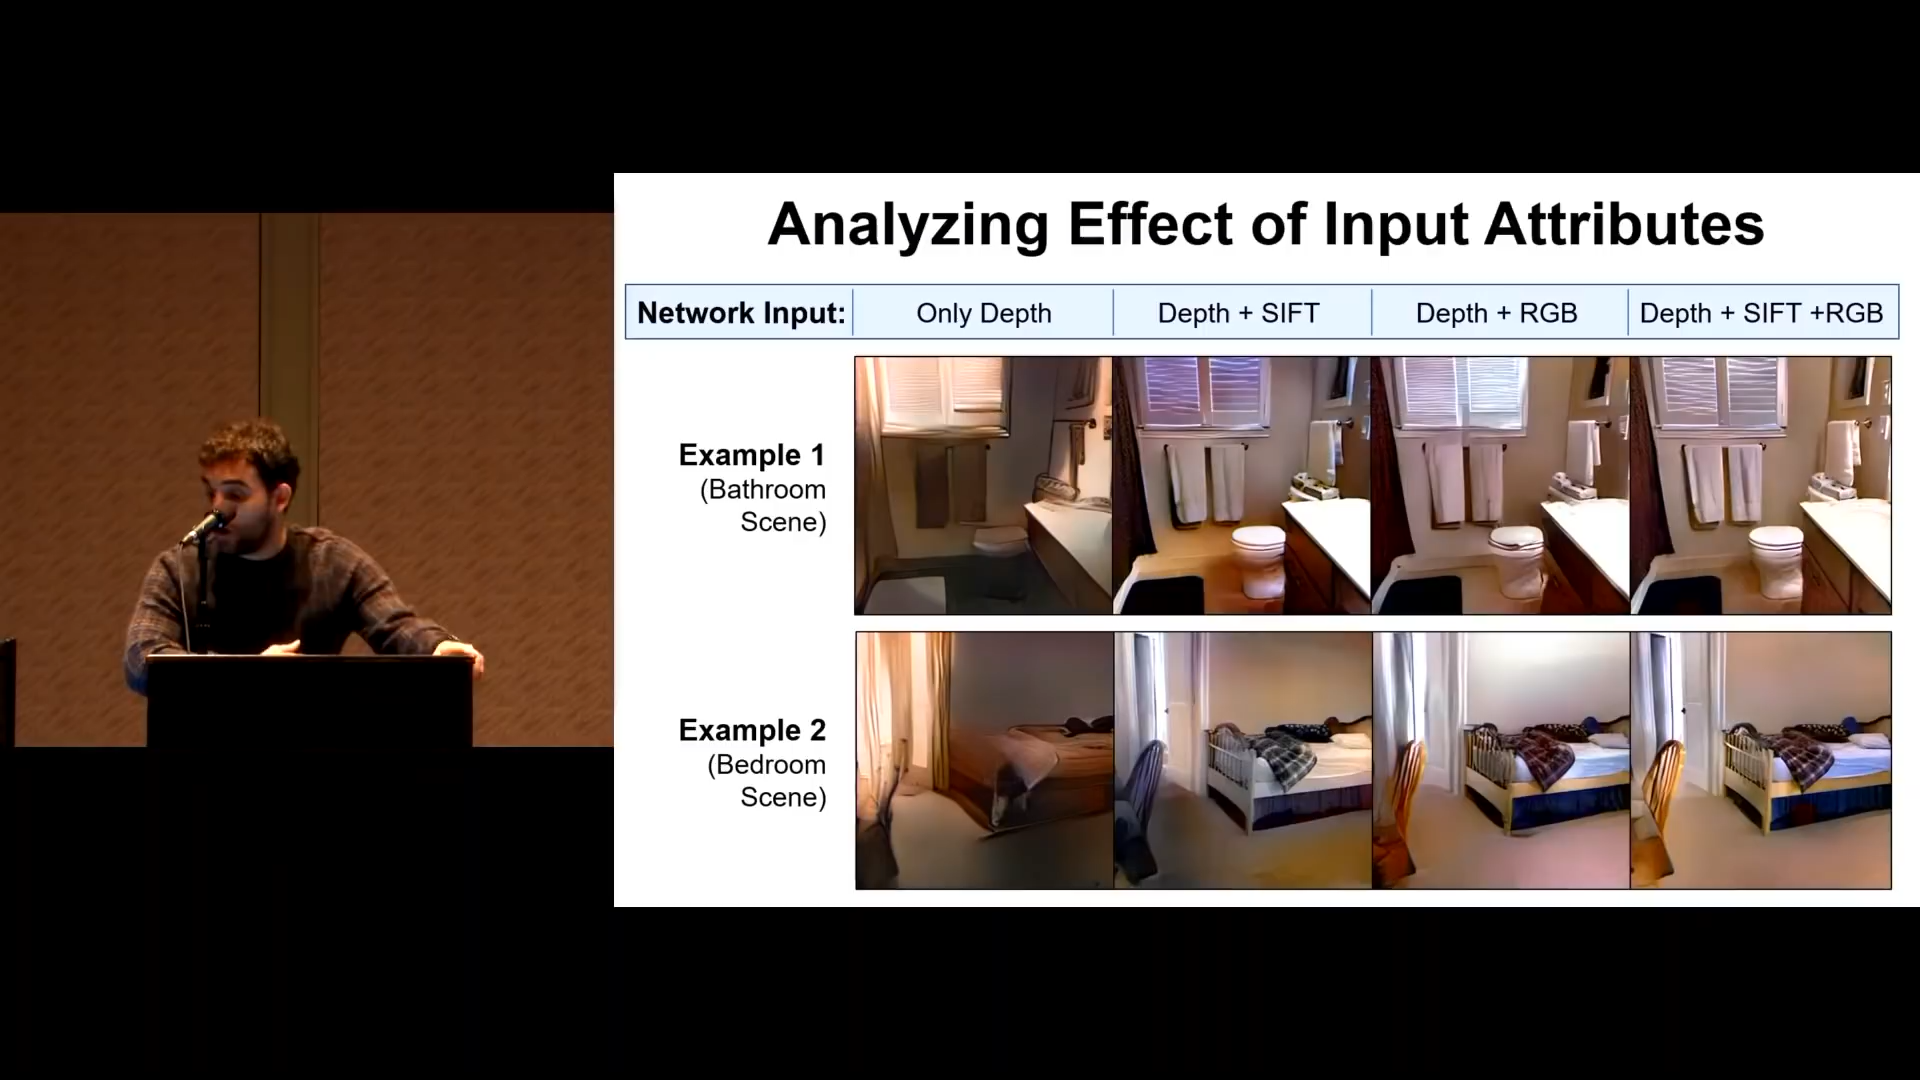 Analyzing Effect of Input Attributes
Network Input: Only Depth Depth + SIFT Depth + RGB Depth + SIFT +RGB
Example 1
(Bathroom
Scene)
Example 2
(Bedroom
Scene)